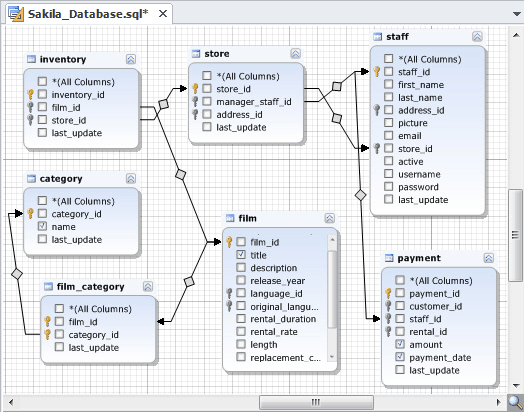 Sakila_Database.sql*
inventory
*(All Columns)
inventory_id
film_id
store_id
last_update
store
*(All Columns)
store_id
manager_staff_id
address_id
last_update
staff
*(All Columns)
staff_id
first_name
last_name
address_id
picture
email
store_id
active
username
password
last_update
category
*(All Columns)
category_id
name
last_update
film
film_id
title
description
release_year
language_id
original_langu...
rental_duration
rental_rate
length
replacement_c...
film_category
*(All Columns)
film_id
category_id
last_update
payment
*(All Columns)
payment_id
customer_id
staff_id
rental_id
amount
payment_date
last_update